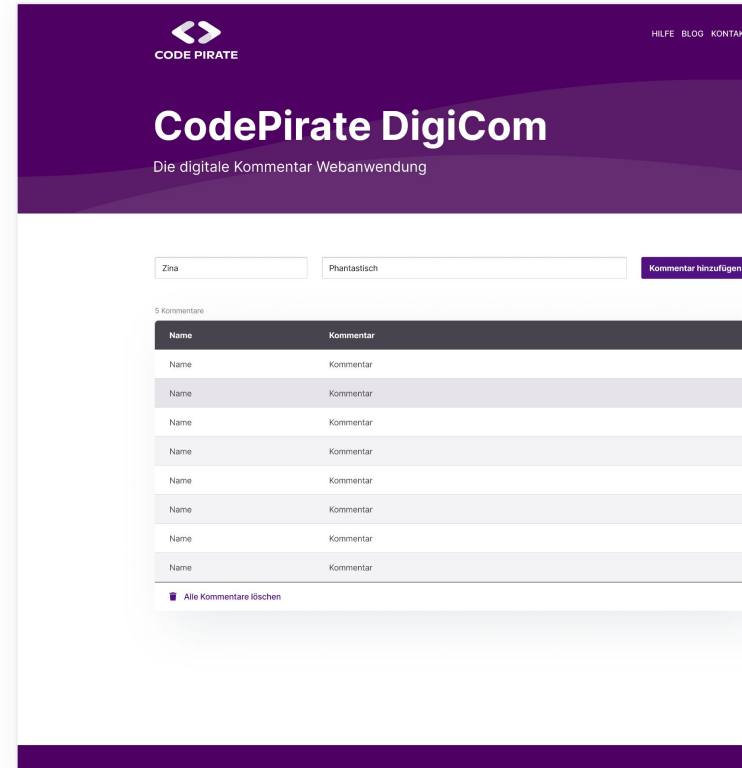 CODE PIRATE
HILFE BLOG KONTAK
CodePirate DigiCom
Die digitale Kommentar Webanwendung
Zina Phantastisch Kommentar hinzufügen
5 Kommentare
Name Kommentar
Name Kommentar
Name Kommentar
Name Kommentar
Name Kommentar
Name Kommentar
Name Kommentar
Name Kommentar
Name Kommentar
Alle Kommentare löschen